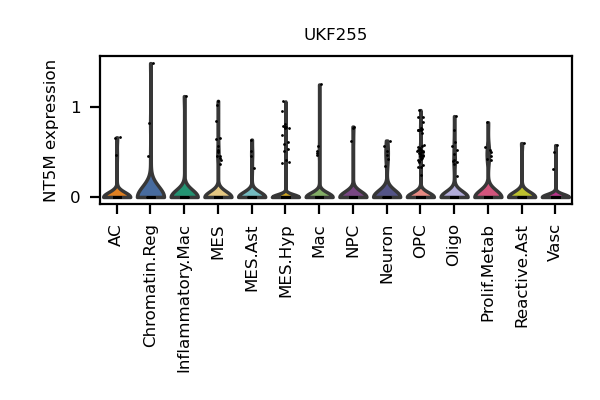 UKF255
NT5M expression
1
0
AC
Chromatin.Reg
Inflammatory.Mac
MES
MES.Ast
MES.Hyp
Mac
NPC
Neuron
OPC
Oligo
Prolif.Metab
Reactive.Ast
Vasc